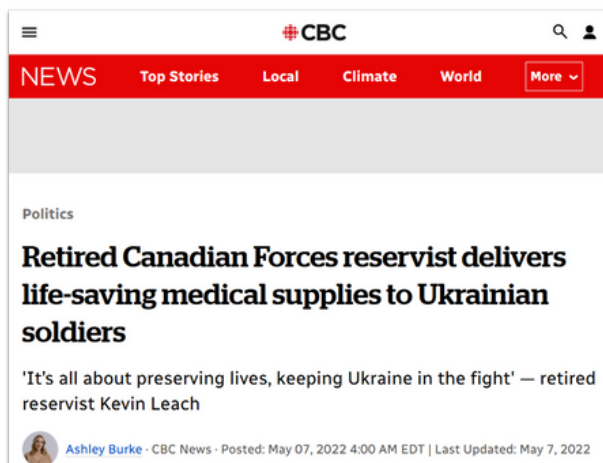 CBC
NEWS Top Stories Local Climate World More
Politics
Retired Canadian Forces reservist delivers
life-saving medical supplies to Ukrainian
soldiers
'It's all about preserving lives, keeping Ukraine in the fight' — retired
reservist Kevin Leach
Ashley Burke · CBC News · Posted: May 07, 2022 4:00 AM EDT | Last Updated: May 7, 2022